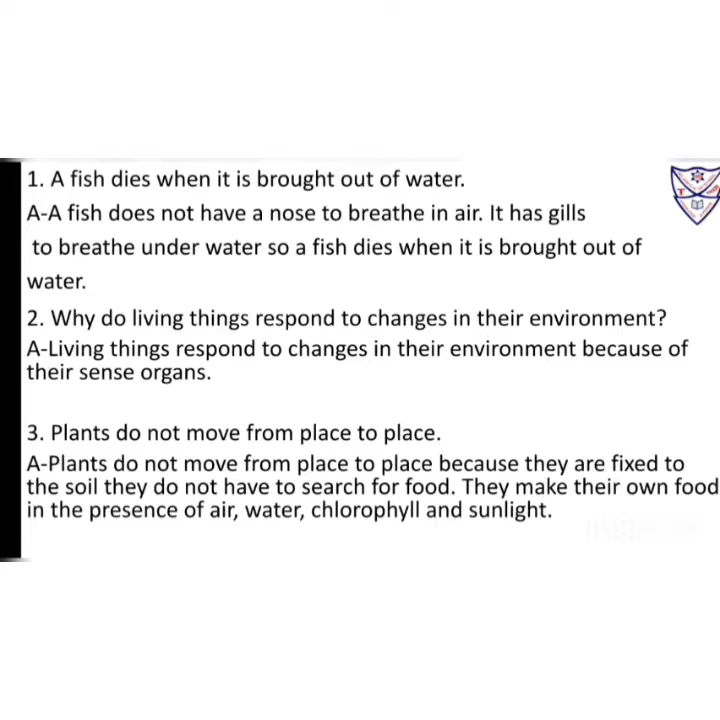 1. A fish dies when it is brought out of water.
A-A fish does not have a nose to breathe in air. It has gills
to breathe under water so a fish dies when it is brought out of
water.
2. Why do living things respond to changes in their environment?
A-Living things respond to changes in their environment because of
their sense organs.
3. Plants do not move from place to place.
A-Plants do not move from place to place because they are fixed to
the soil they do not have to search for food. They make their own food
in the presence of air, water, chlorophyll and sunlight.